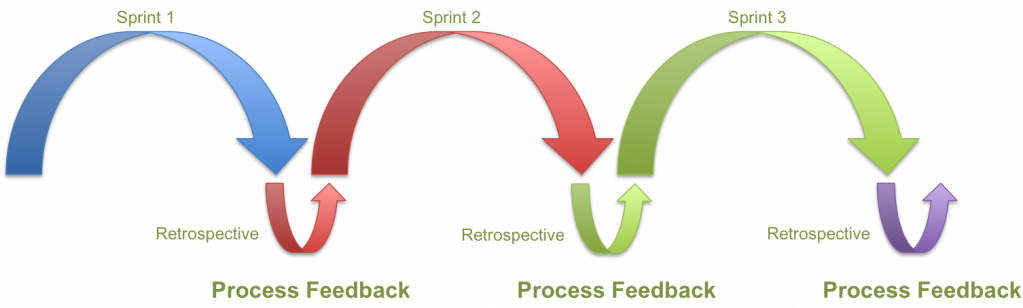 Sprint 1
Sprint 2
Sprint 3
Retrospective
Retrospective
Retrospective
Process Feedback
Process Feedback
Process Feedback